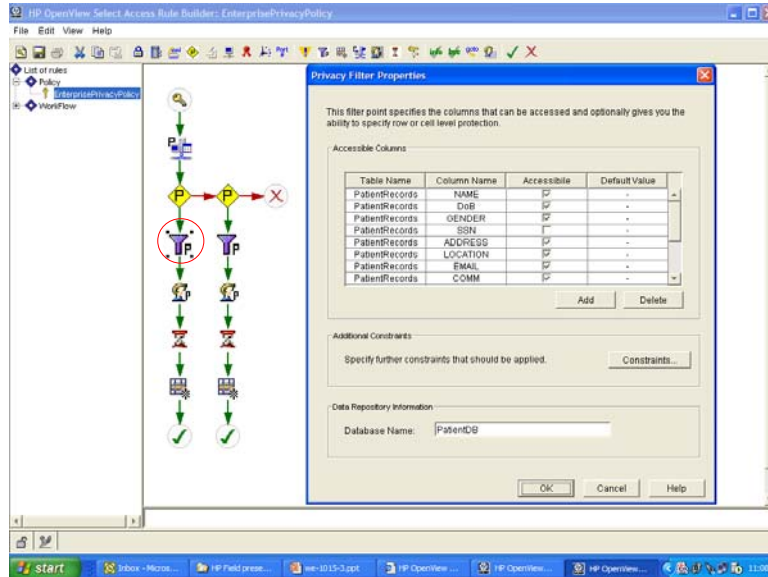 HP OpenView Select Access Rule Builder: EnterprisePrivacyPolicy
File Edit View Help
List of rules
Policy
EnterprisePrivacyPolicy
WorkFlow
Privacy Filter Properties
This filter point specifies the columns that can be accessed and optionally gives you the
ability to specify row or cell level protection.
Accessible Columns
Table Name Column Name Accessibile Default Value
PatientRecords NAME -
PatientRecords DoB -
PatientRecords GENDER -
PatientRecords SSN -
PatientRecords ADDRESS -
PatientRecords LOCATION -
PatientRecords EMAIL -
PatientRecords COMM -
Add Delete
Additional Constraints
Specify further constraints that should be applied.
Constraints...
Data Repository Information
Database Name: PatientDB
OK Cancel Help
start Inbox - Micros... HP Field prese... we-1015-3.ppt HP OpenView ... HP OpenView... HP OpenView... 11:00